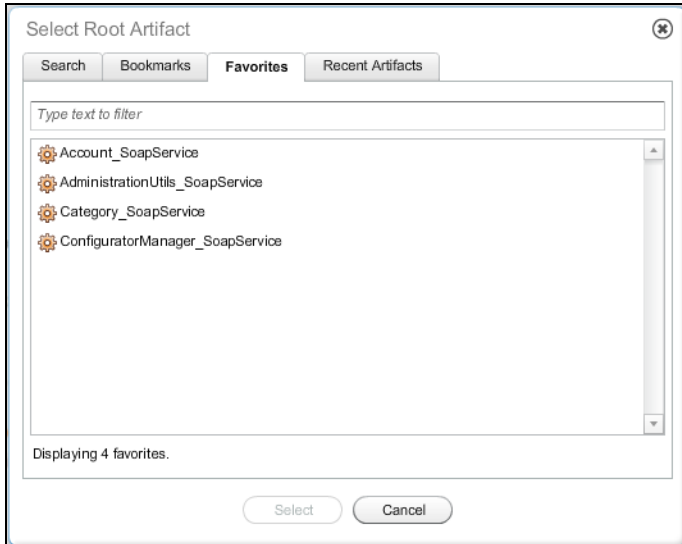 Select Root Artifact
Search Bookmarks Favorites Recent Artifacts
Type text to filter
Account_SoapService
AdministrationUtils_SoapService
Category_SoapService
ConfiguratorManager_SoapService
Displaying 4 favorites.
Select Cancel